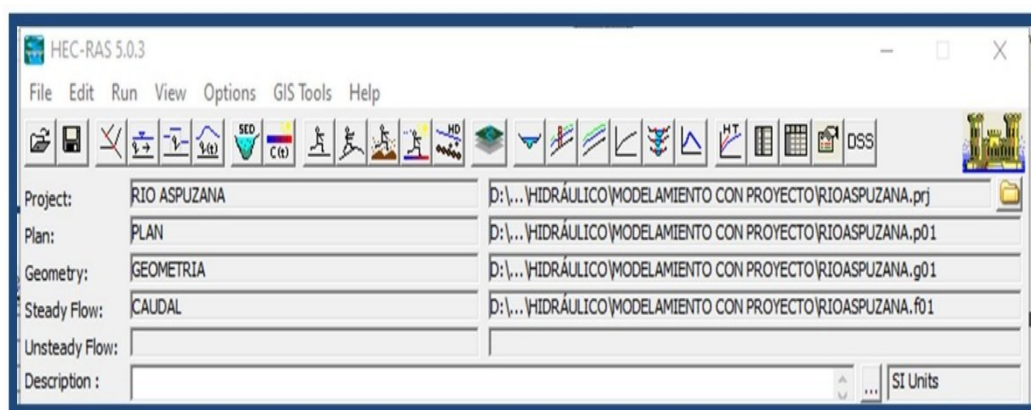 HEC-RAS 5.0.3
File Edit Run View Options GIS Tools Help
SED C(t) HD HT DSS
Project: RIO ASPUZANA D:\...\HIDRÁULICO\MODELAMIENTO CON PROYECTO\RIOASPUZANA.prj
Plan: PLAN D:\...\HIDRÁULICO\MODELAMIENTO CON PROYECTO\RIOASPUZANA.p01
Geometry: GEOMETRIA D:\...\HIDRÁULICO\MODELAMIENTO CON PROYECTO\RIOASPUZANA.g01
Steady Flow: CAUDAL D:\...\HIDRÁULICO\MODELAMIENTO CON PROYECTO\RIOASPUZANA.f01
Unsteady Flow:
Description : ... SI Units